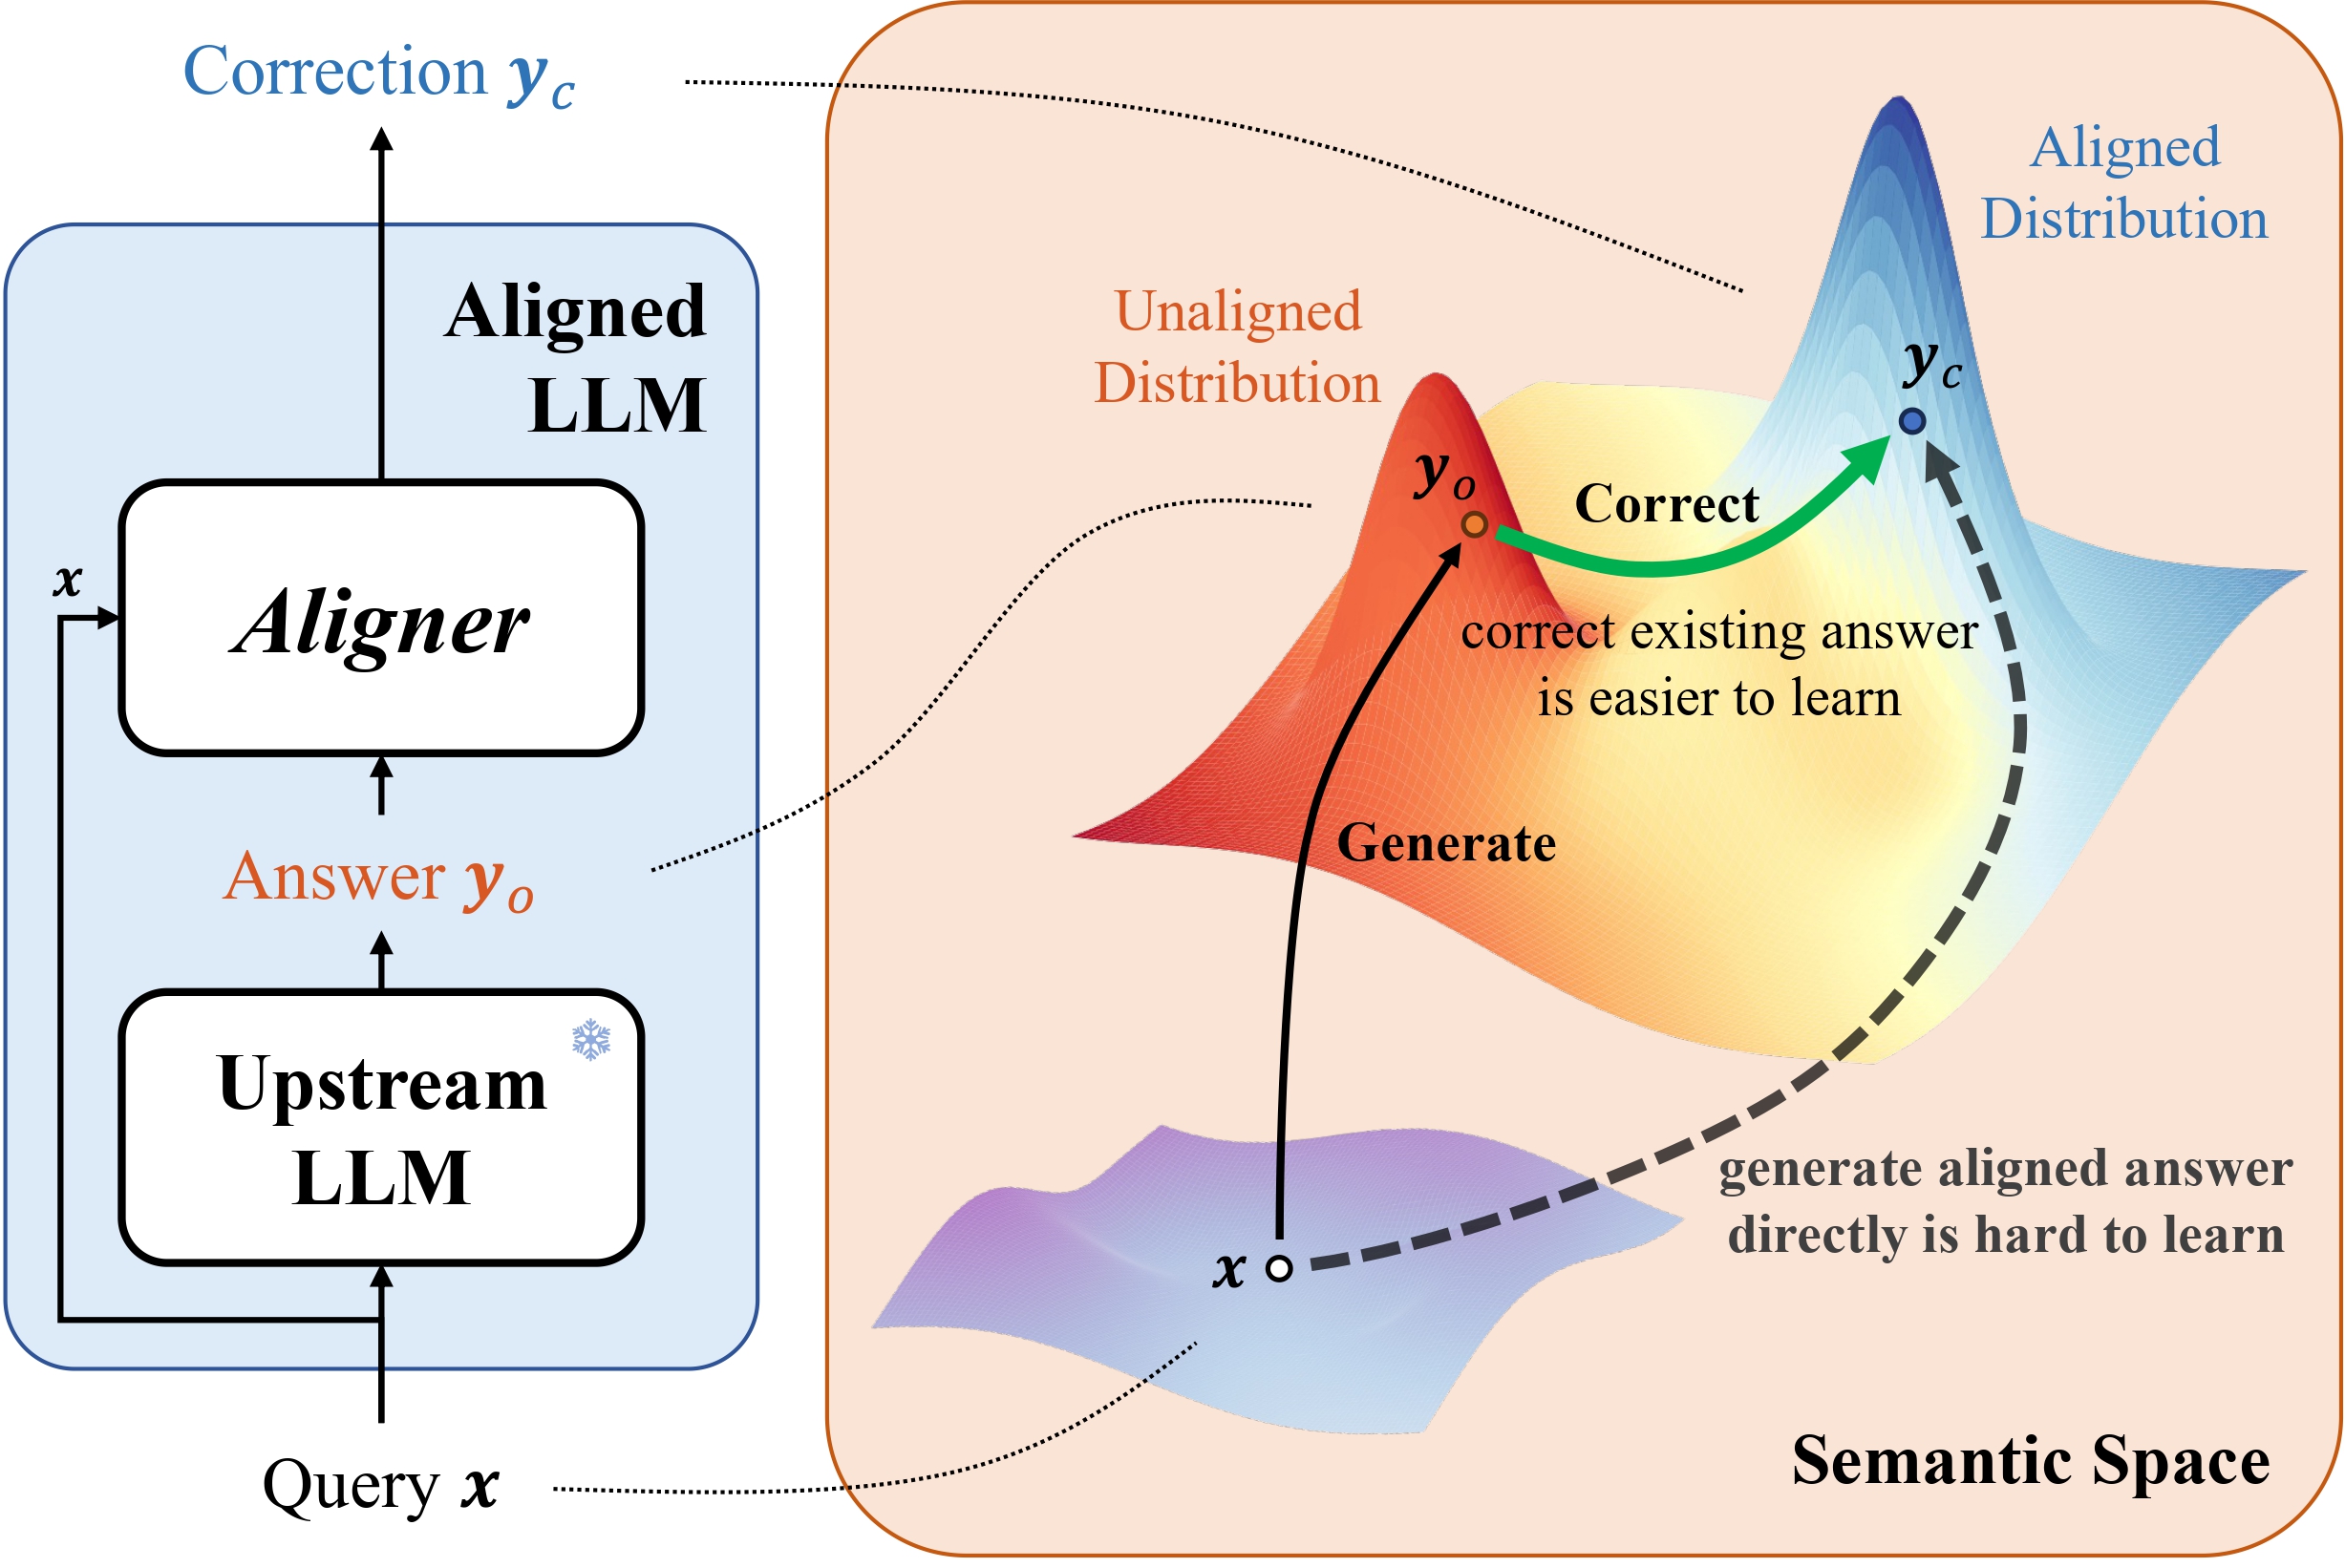 Correction y_c
Aligned
LLM
x
Aligner
Answer y_o
Upstream
LLM
Query x
Aligned
Distribution
Unaligned
Distribution
y_c
y_o
Correct
correct existing answer
is easier to learn
Generate
generate aligned answer
directly is hard to learn
x
Semantic Space